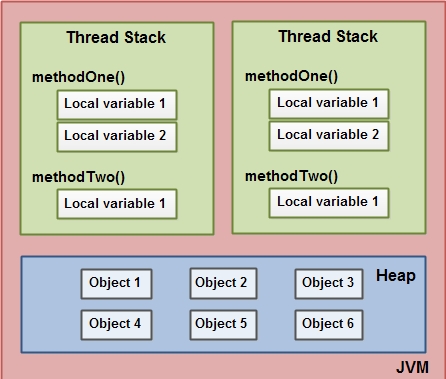 Thread Stack
methodOne()
Local variable 1
Local variable 2
methodTwo()
Local variable 1
Thread Stack
methodOne()
Local variable 1
Local variable 2
methodTwo()
Local variable 1
Heap
Object 1 Object 2 Object 3
Object 4 Object 5 Object 6
JVM